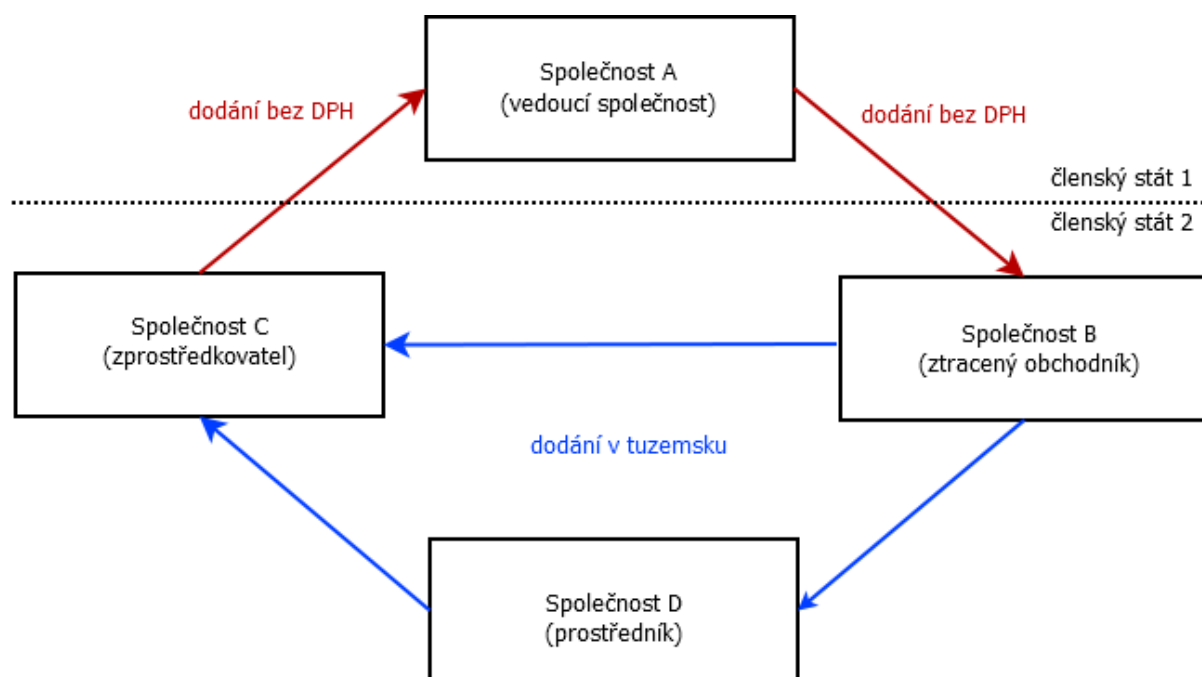 Společnost A
(vedoucí společnost)
dodání bez DPH
dodání bez DPH
členský stát 1
členský stát 2
Společnost C
(zprostředkovatel)
Společnost B
(ztracený obchodník)
dodání v tuzemsku
Společnost D
(prostředník)